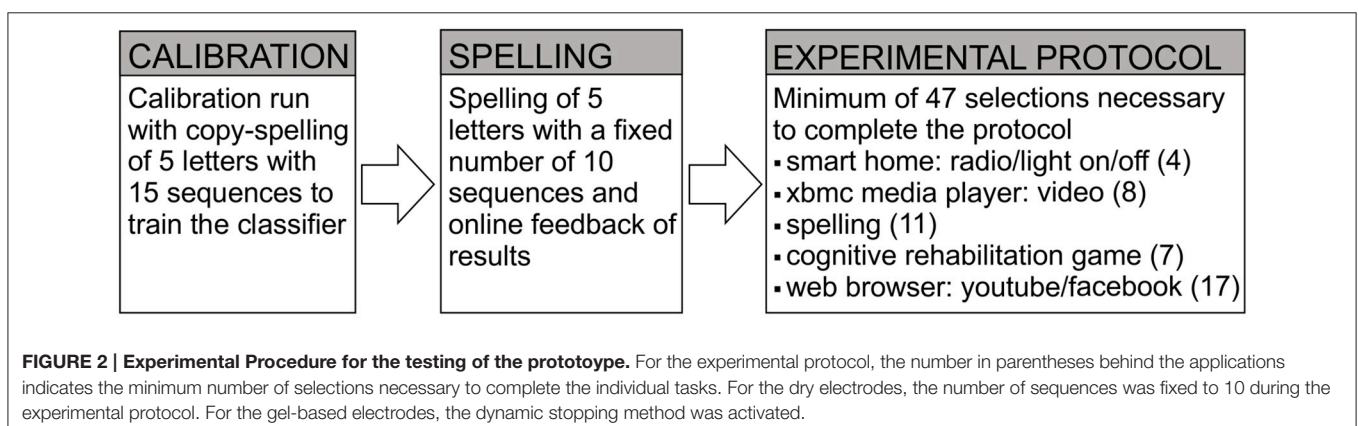 CALIBRATION
Calibration run
with copy-spelling
of 5 letters with
15 sequences to
train the classifier
SPELLING
Spelling of 5
letters with a fixed
number of 10
sequences and
online feedback of
results
EXPERIMENTAL PROTOCOL
Minimum of 47 selections necessary
to complete the protocol
▪ smart home: radio/light on/off (4)
▪ xbmc media player: video (8)
▪ spelling (11)
▪ cognitive rehabilitation game (7)
▪ web browser: youtube/facebook (17)
FIGURE 2 | Experimental Procedure for the testing of the prototoype. For the experimental protocol, the number in parentheses behind the applications
indicates the minimum number of selections necessary to complete the individual tasks. For the dry electrodes, the number of sequences was fixed to 10 during the
experimental protocol. For the gel-based electrodes, the dynamic stopping method was activated.